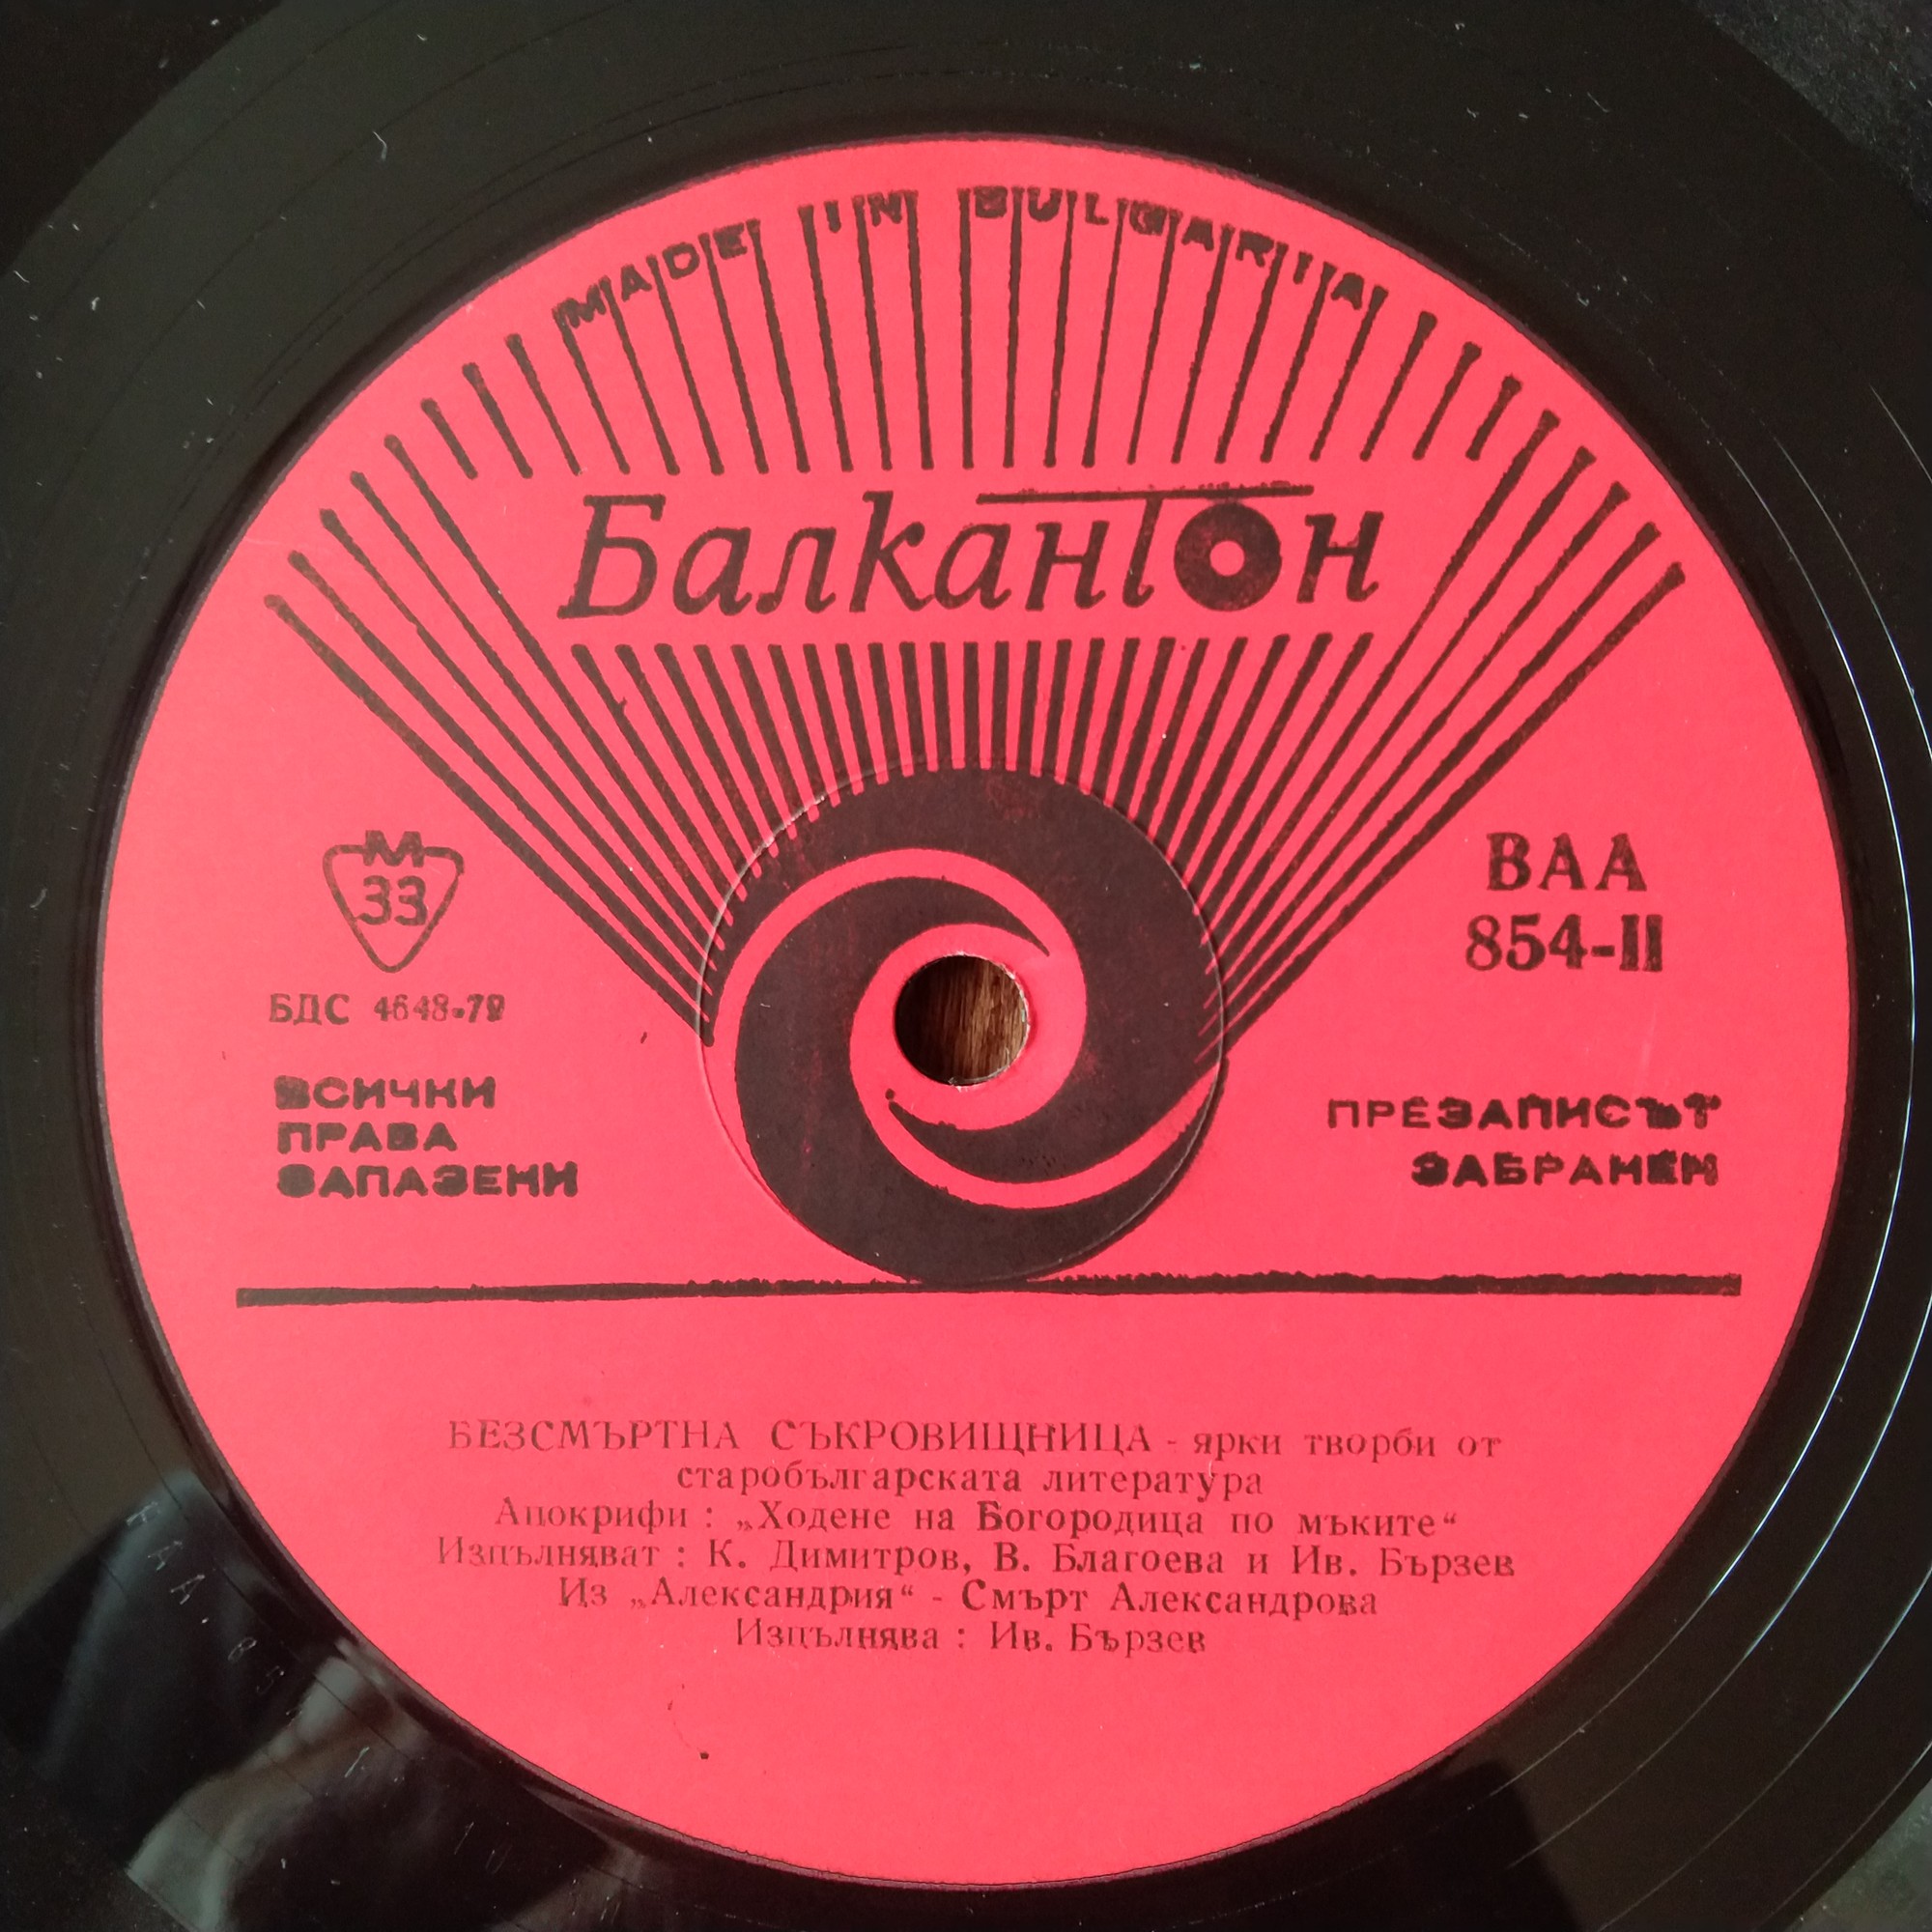 MADE IN BULGARIA
Балкантон
М
33
БДС 4648-79
ВСИЧКИ
ПРАВА
ЗАПАЗЕНИ
ВАА
854-II
ПРЕЗАПИСЪТ
ЗАБРАНЕН
БЕЗСМЪРТНА СЪКРОВИЩНИЦА - ярки творби от
старобългарската литература
Апокрифи : „Ходене на Богородица по мъките“
Изпълняват : К. Димитров, В. Благоева и Ив. Бързев
Из „Александрия“ - Смърт Александрова
Изпълнява : Ив. Бързев